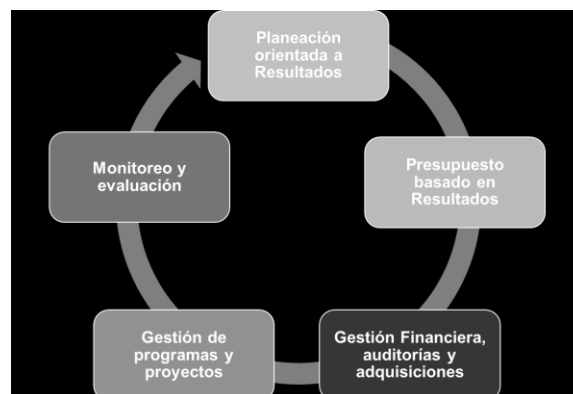 Planeación
orientada a
Resultados
Presupuesto
basado en
Resultados
Gestión Financiera,
auditorías y
adquisiciones
Gestión de
programas y
proyectos
Monitoreo y
evaluación